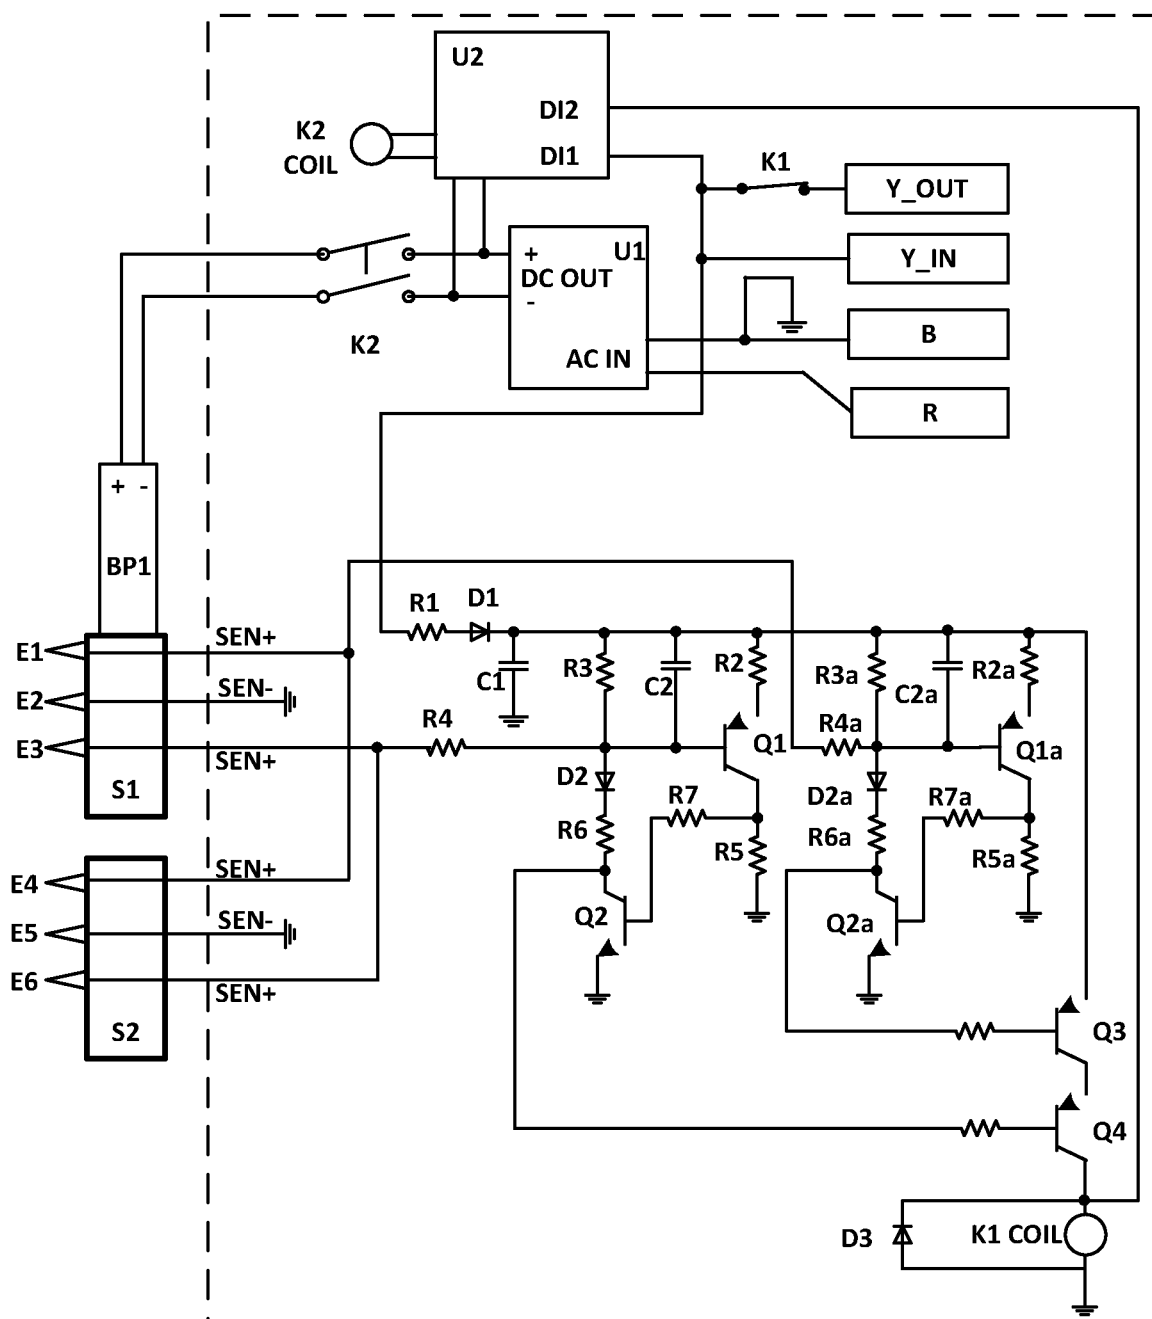 U2
DI2
K2
COIL
DI1
K1
Y_OUT
+
U1
Y_IN
DC OUT
-
B
K2
AC IN
R
+ -
BP1
R1
D1
SEN+
E1
R3
R2
R3a
R2a
C1
C2
C2a
SEN-
E2
R4
R4a
E3
SEN+
Q1
Q1a
S1
D2
R7
D2a
R7a
R6
R6a
R5
R5a
SEN+
E4
SEN-
Q2
Q2a
E5
E6
SEN+
S2
Q3
Q4
D3
K1 COIL